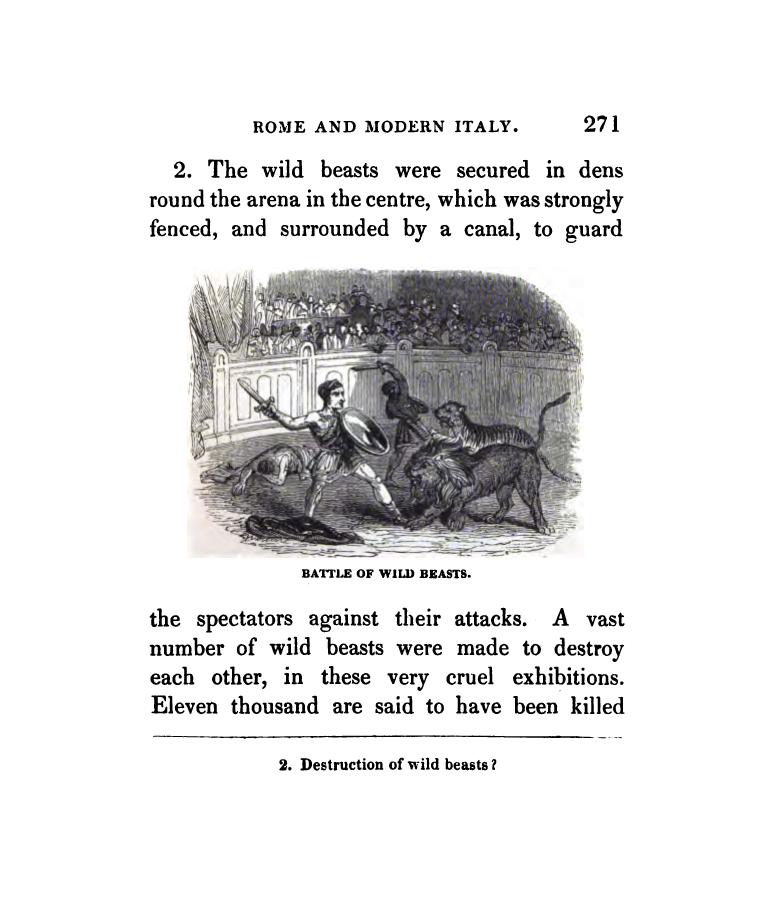 ROME AND MODERN ITALY. 271
2. The wild beasts were secured in dens
round the arena in the centre, which was strongly
fenced, and surrounded by a canal, to guard
BATTLE OF WILD BEASTS.
the spectators against their attacks. A vast
number of wild beasts were made to destroy
each other, in these very cruel exhibitions.
Eleven thousand are said to have been killed
2. Destruction of wild beasts?